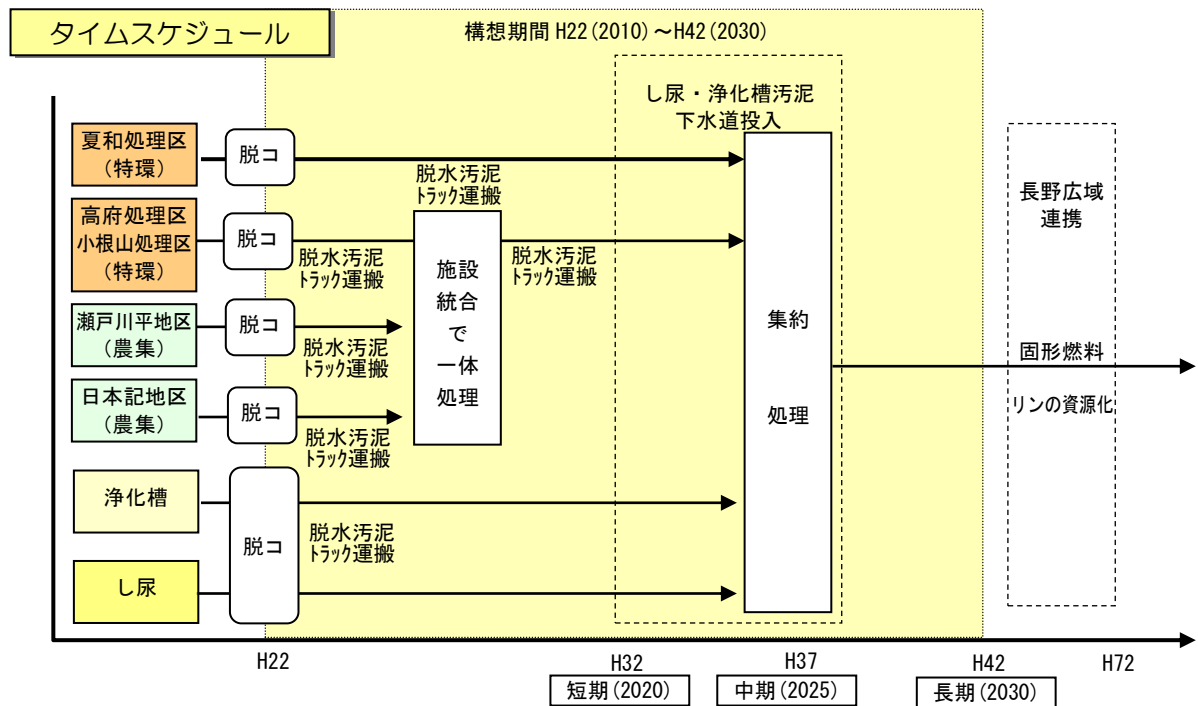 タイムスケジュール
構想期間 H22(2010)～H42(2030)
し尿・浄化槽汚泥
下水道投入
夏和処理区
(特環)
脱コ
脱水汚泥
トラック運搬
高府処理区
小根山処理区
(特環)
脱コ
脱水汚泥
トラック運搬
施設
統合
で
一体
処理
脱水汚泥
トラック運搬
瀬戸川平地区
(農集)
脱コ
脱水汚泥
トラック運搬
日本記地区
(農集)
脱コ
脱水汚泥
トラック運搬
浄化槽
し尿
脱コ
脱水汚泥
トラック運搬
集約
処理
長野広域
連携
固形燃料
リンの資源化
H22
H32
H37
H42
H72
短期(2020)
中期(2025)
長期(2030)